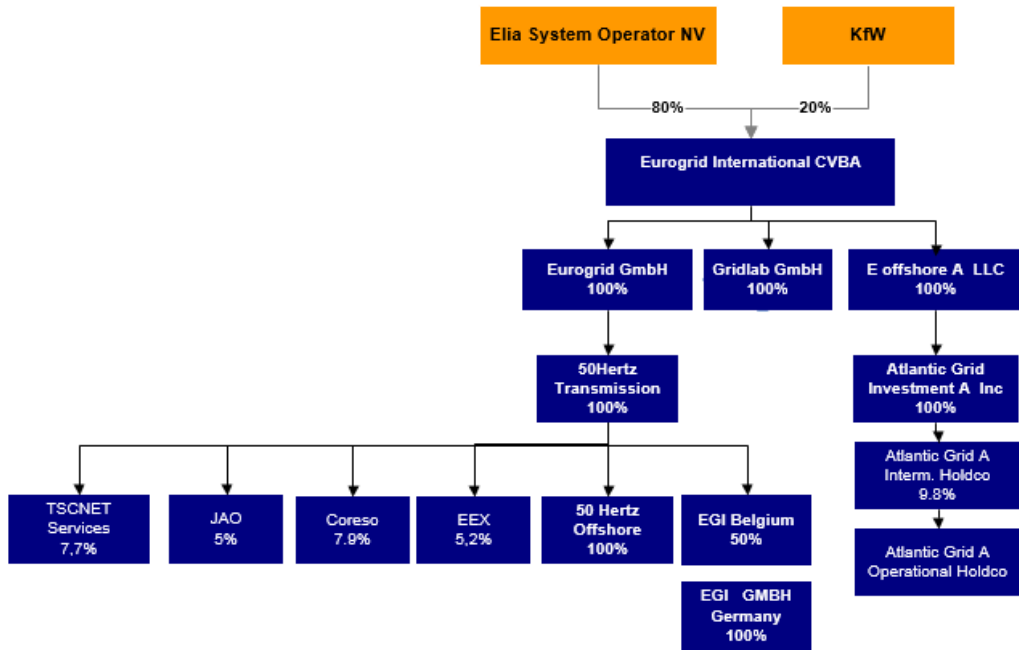 Elia System Operator NV
KfW
80%
20%
Eurogrid International CVBA
Eurogrid GmbH
100%
Gridlab GmbH
100%
E offshore A LLC
100%
50Hertz
Transmission
100%
Atlantic Grid
Investment A Inc
100%
Atlantic Grid A
Interm. Holdco
9.8%
TSCNET
Services
7,7%
JAO
5%
Coreso
7.9%
EEX
5,2%
50 Hertz
Offshore
100%
EGI Belgium
50%
Atlantic Grid A
Operational Holdco
EGI GMBH
Germany
100%